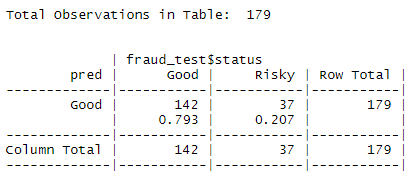 Total Observations in Table:  179
             | fraud_test$status
        pred |      Good |     Risky | Row Total |
-------------|-----------|-----------|-----------|
        Good |       142 |        37 |       179 |
             |     0.793 |     0.207 |           |
-------------|-----------|-----------|-----------|
Column Total |       142 |        37 |       179 |
-------------|-----------|-----------|-----------|